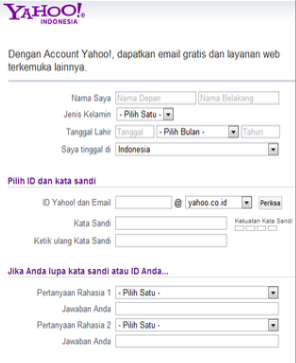 YAHOO!
INDONESIA
Dengan Account Yahoo!, dapatkan email gratis dan layanan web
terkemuka lainnya.
Nama Saya Nama Depan Nama Belakang
Jenis Kelamin - Pilih Satu -
Tanggal Lahir Tanggal - Pilih Bulan - Tahun
Saya tinggal di Indonesia
Pilih ID dan kata sandi
ID Yahoo! dan Email @ yahoo.co.id Periksa
Kata Sandi Kekuatan Kata Sandi
Ketik ulang Kata Sandi
Jika Anda lupa kata sandi atau ID Anda...
Pertanyaan Rahasia 1 - Pilih Satu -
Jawaban Anda
Pertanyaan Rahasia 2 - Pilih Satu -
Jawaban Anda